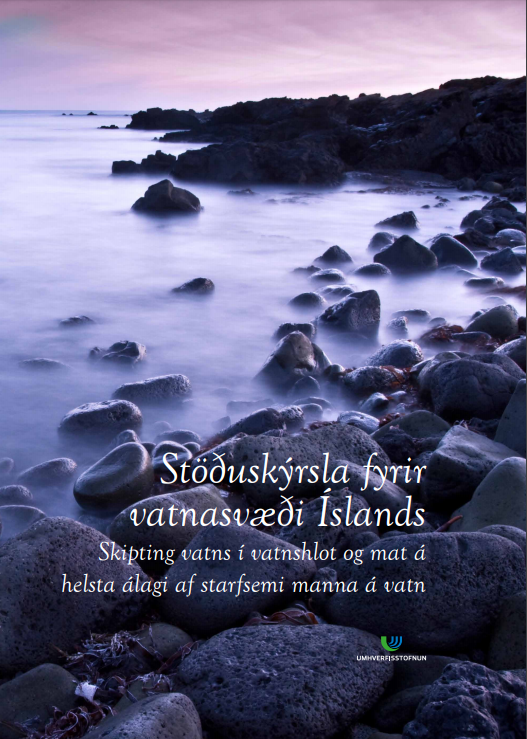 Stöðuskýrsla fyrir
vatnasvæði Íslands
Skipting vatns í vatnshlot og mat á
helsta álagi af starfsemi manna á vatn
UMHVERFISSTOFNUN